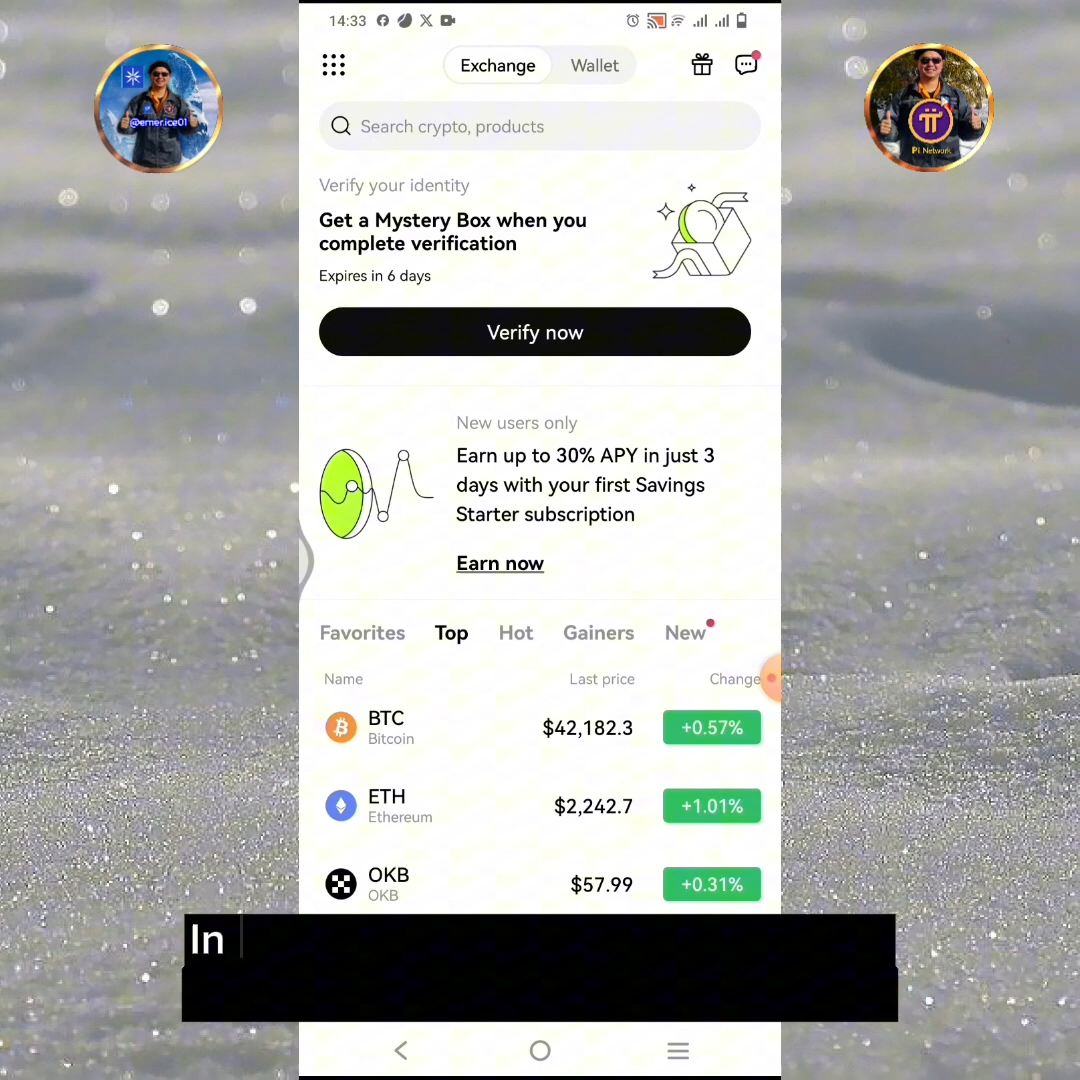 14:33
Exchange Wallet
Search crypto, products
Verify your identity
Get a Mystery Box when you
complete verification
Expires in 6 days
Verify now
New users only
Earn up to 30% APY in just 3
days with your first Savings
Starter subscription
Earn now
Favorites Top Hot Gainers New
Name Last price Change
BTC $42,182.3 +0.57%
Bitcoin
ETH $2,242.7 +1.01%
Ethereum
OKB $57.99 +0.31%
OKB
In
@emer.ice01
Pi Network